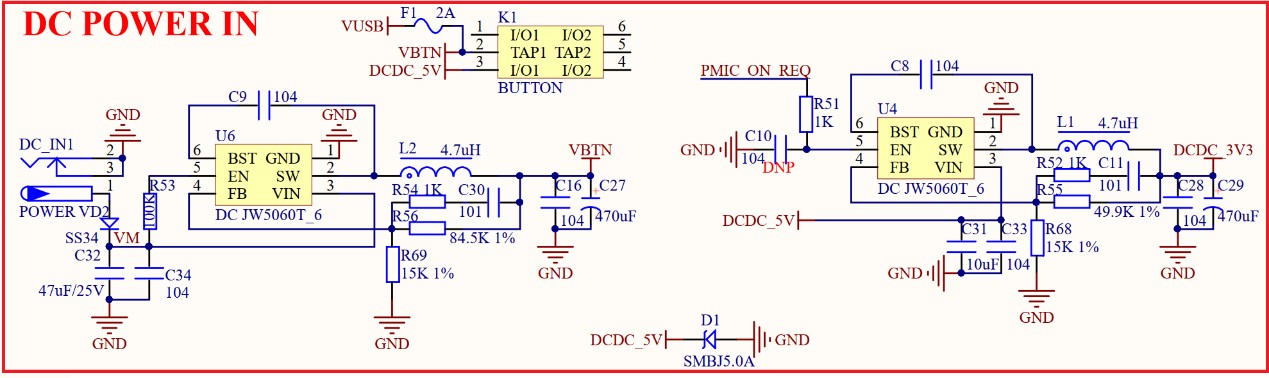 DC POWER IN
VUSB
F1
2A
K1
1
I/O1
I/O2
6
VBTN
2
TAP1
TAP2
5
DCDC_5V
3
I/O1
I/O2
4
BUTTON
GND
DC_IN1
2
3
1
POWER
VD2
SS34
VM
R53
100K
C32
47uF/25V
C34
104
GND
C9
104
GND
U6
6
BST
GND
1
5
EN
SW
2
4
FB
VIN
3
DC JW5060T_6
L2
4.7uH
R54
1K
C30
101
R56
84.5K 1%
R69
15K 1%
GND
VBTN
C16
104
C27
+
470uF
GND
PMIC_ON_REQ
R51
1K
GND
C10
104
DNP
C8
104
GND
U4
6
BST
GND
1
5
EN
SW
2
4
FB
VIN
3
DC JW5060T_6
L1
4.7uH
R52
1K
C11
101
R55
49.9K 1%
R68
15K 1%
GND
DCDC_3V3
C28
104
C29
+
470uF
GND
DCDC_5V
C31
10uF
C33
104
GND
DCDC_5V
D1
GND
SMBJ5.0A